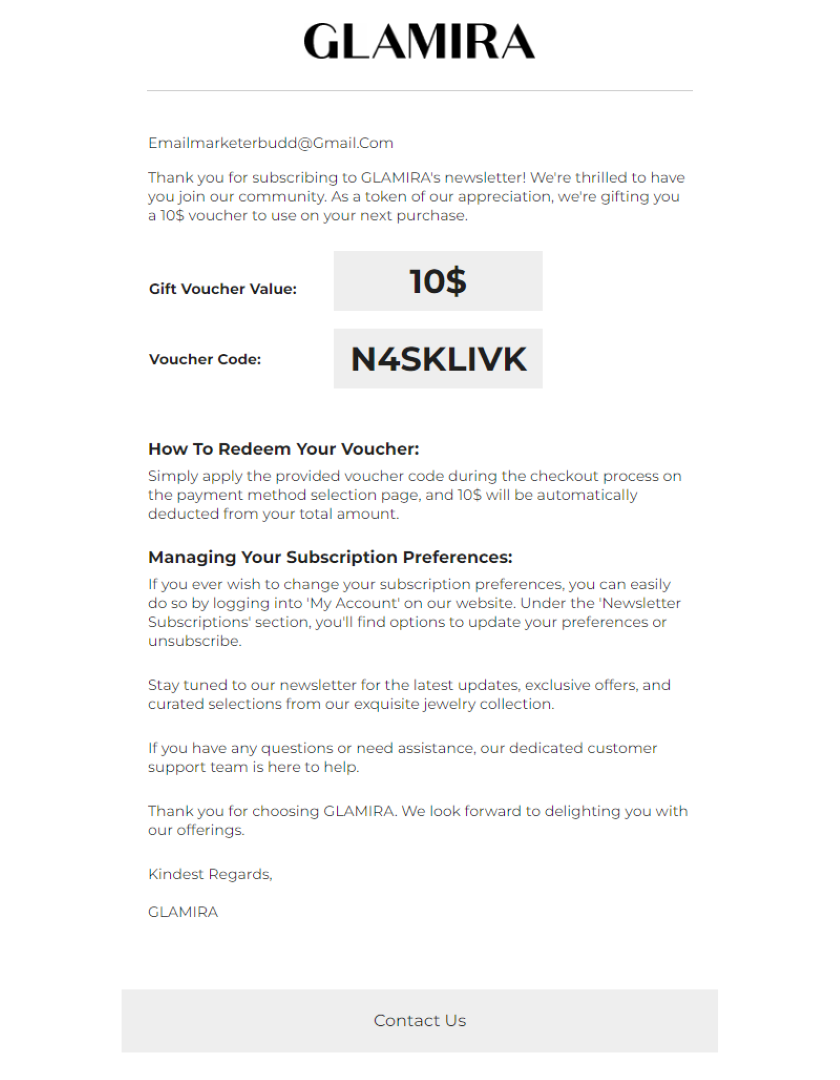 GLAMIRA
Emailmarketerbudd@Gmail.Com
Thank you for subscribing to GLAMIRA's newsletter! We're thrilled to have
you join our community. As a token of our appreciation, we're gifting you
a 10$ voucher to use on your next purchase.
Gift Voucher Value: 10$
Voucher Code: N4SKLIVK
How To Redeem Your Voucher:
Simply apply the provided voucher code during the checkout process on
the payment method selection page, and 10$ will be automatically
deducted from your total amount.
Managing Your Subscription Preferences:
If you ever wish to change your subscription preferences, you can easily
do so by logging into 'My Account' on our website. Under the 'Newsletter
Subscriptions' section, you'll find options to update your preferences or
unsubscribe.
Stay tuned to our newsletter for the latest updates, exclusive offers, and
curated selections from our exquisite jewelry collection.
If you have any questions or need assistance, our dedicated customer
support team is here to help.
Thank you for choosing GLAMIRA. We look forward to delighting you with
our offerings.
Kindest Regards,
GLAMIRA
Contact Us